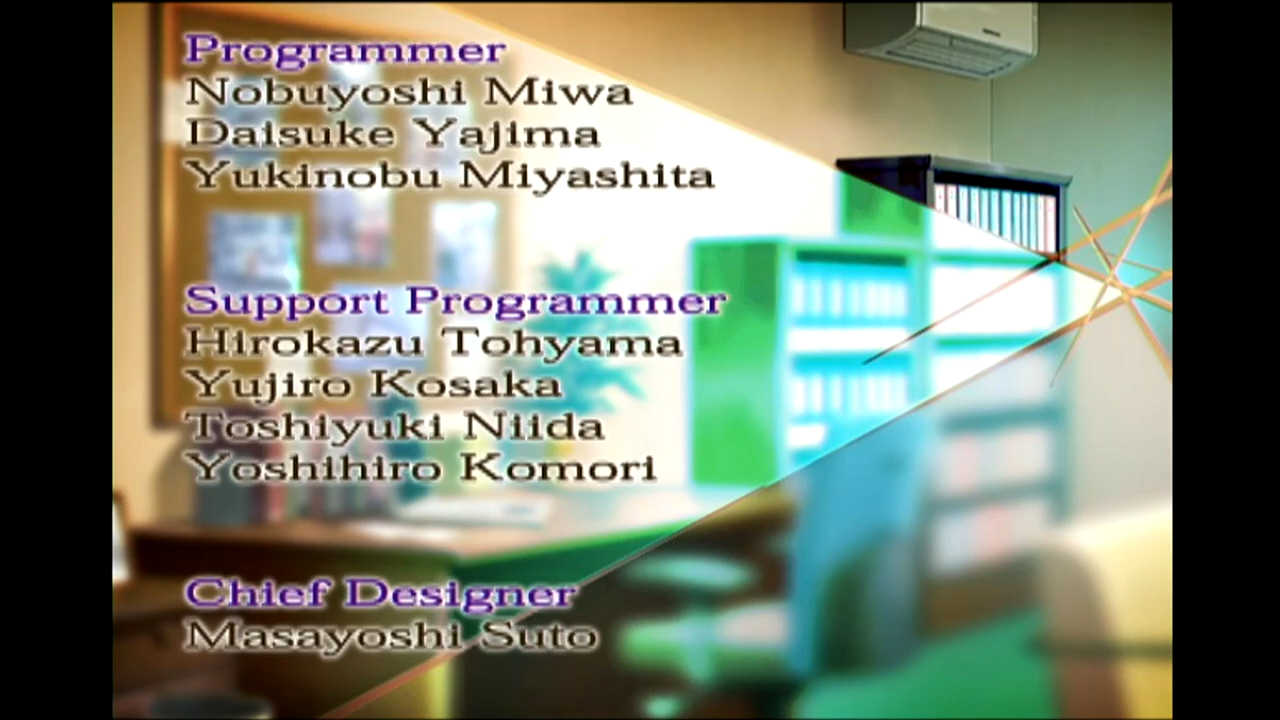 Programmer
Nobuyoshi Miwa
Daisuke Yajima
Yukinobu Miyashita
Support Programmer
Hirokazu Tohyama
Yujiro Kosaka
Toshiyuki Niida
Yoshihiro Komori
Chief Designer
Masayoshi Suto